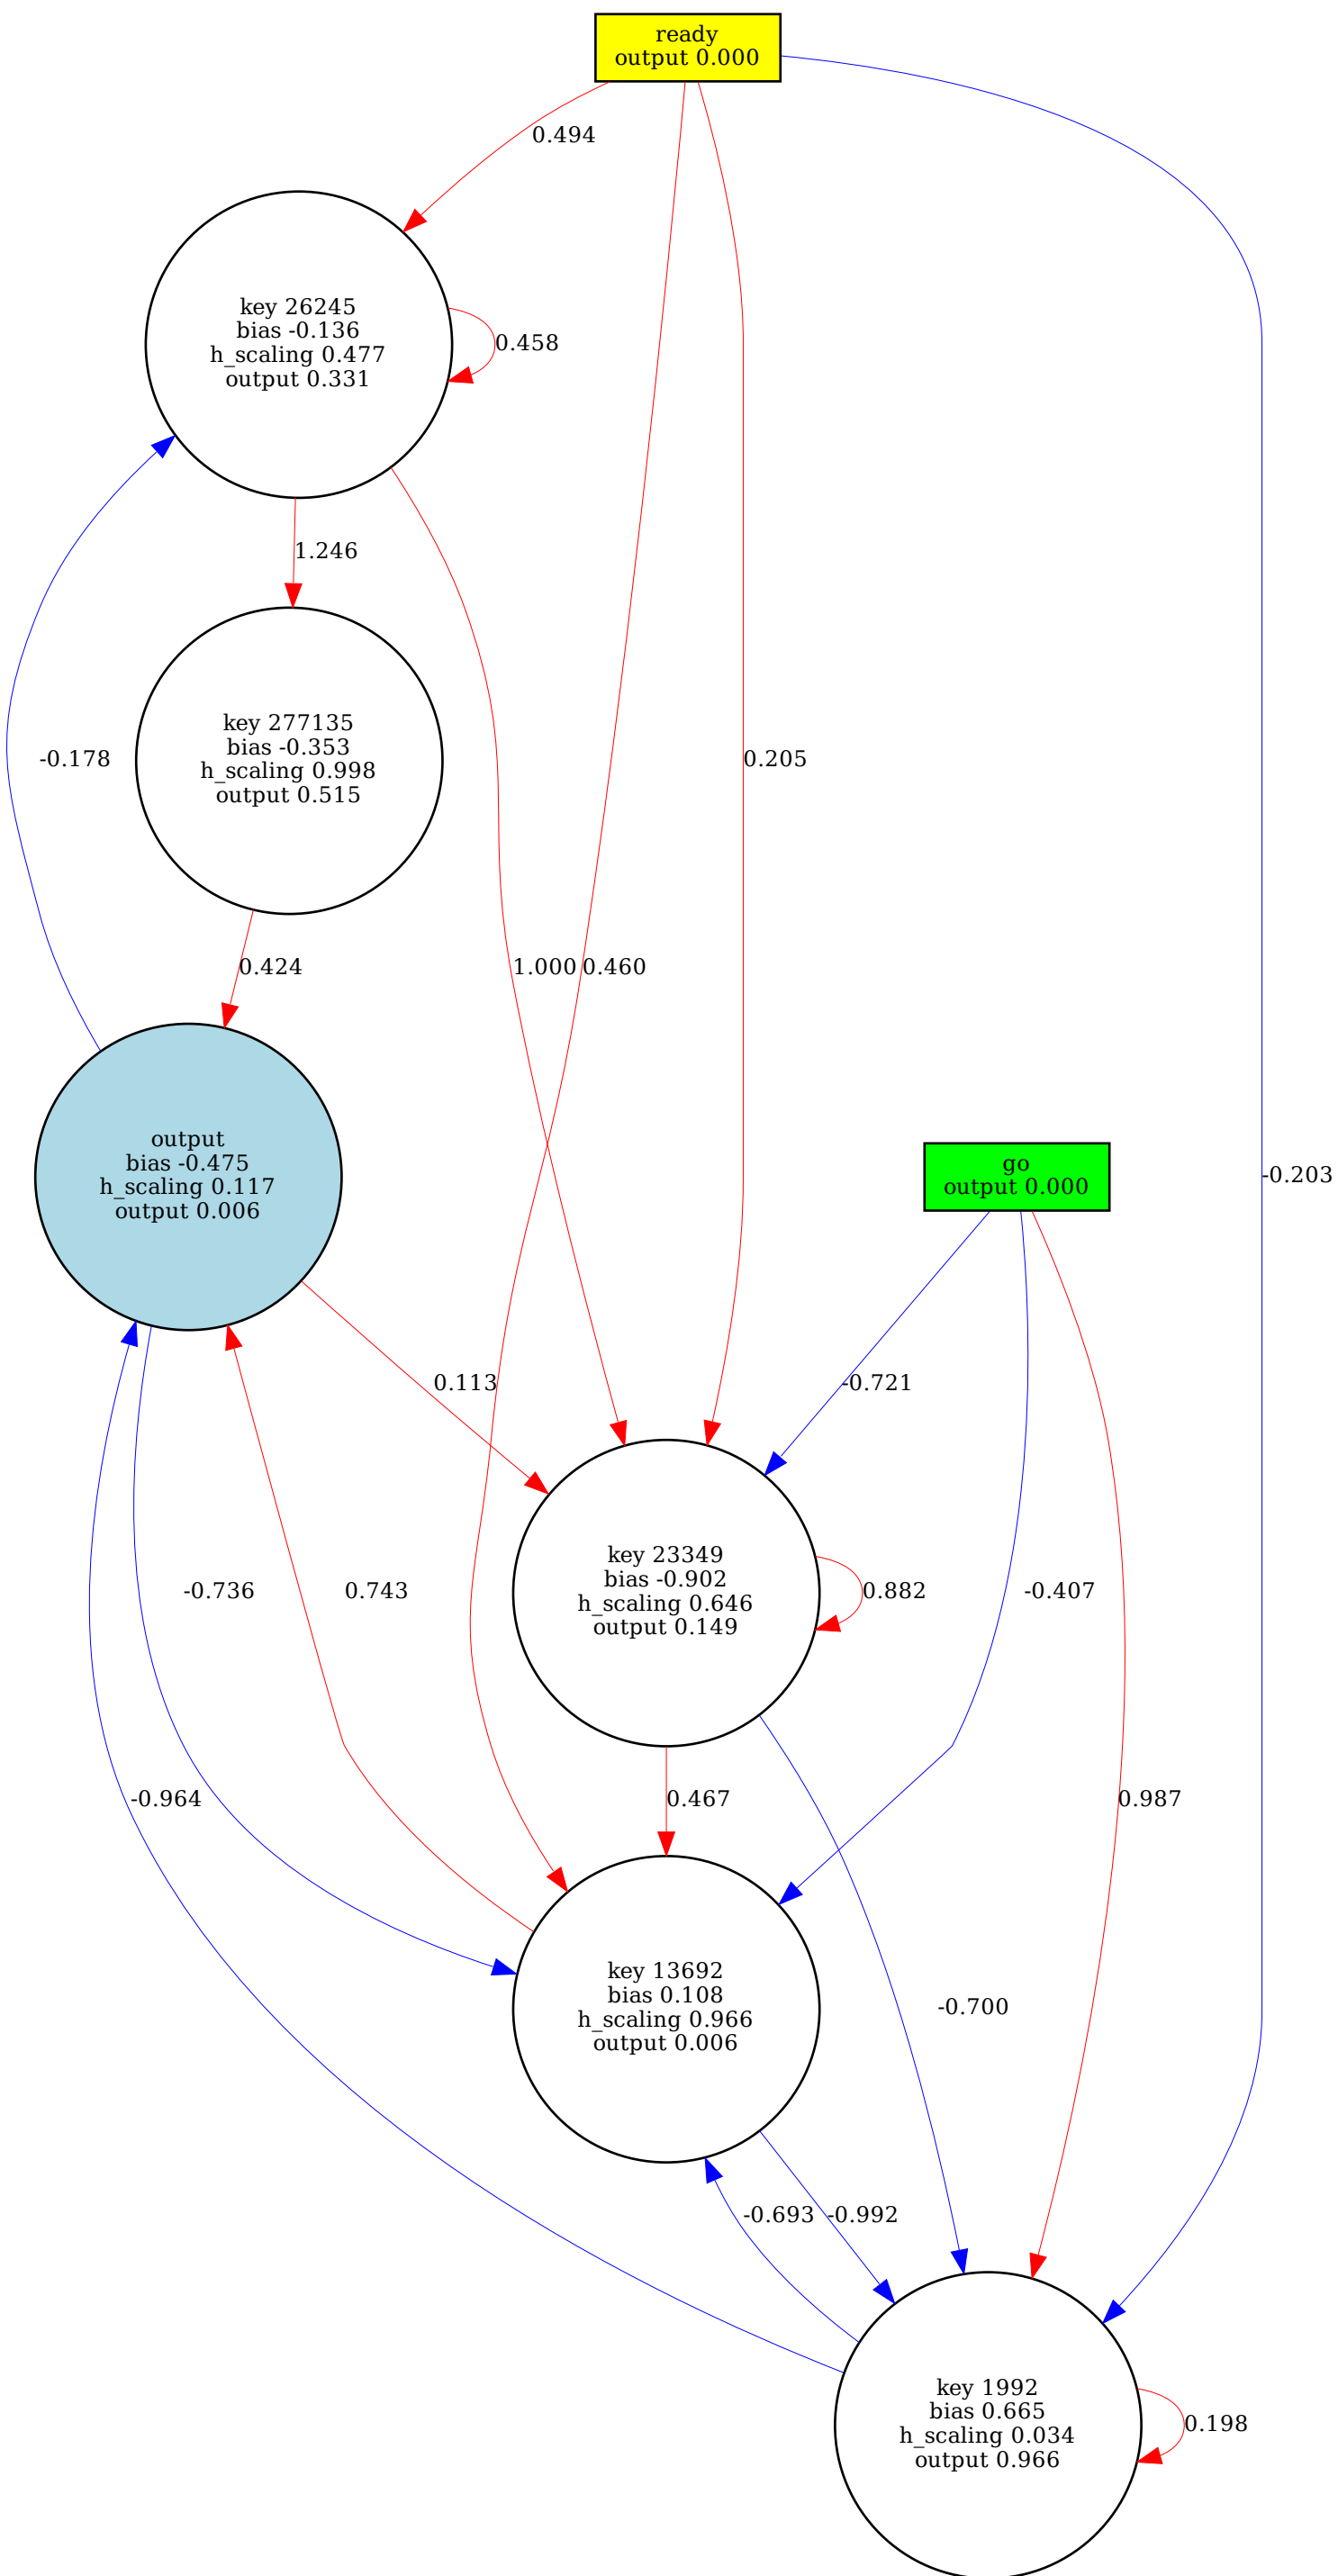 ready
output 0.000
0.494
key 26245
bias -0.136
h_scaling 0.477
output 0.331
0.458
1.246
key 277135
bias -0.353
h_scaling 0.998
output 0.515
-0.178
0.205
0.424
1.000
0.460
output
bias -0.475
h_scaling 0.117
output 0.006
go
output 0.000
-0.203
0.113
-0.721
key 23349
bias -0.902
h_scaling 0.646
output 0.149
-0.736
0.743
0.882
-0.407
-0.964
0.467
0.987
key 13692
bias 0.108
h_scaling 0.966
output 0.006
-0.700
-0.693
-0.992
key 1992
bias 0.665
h_scaling 0.034
output 0.966
0.198